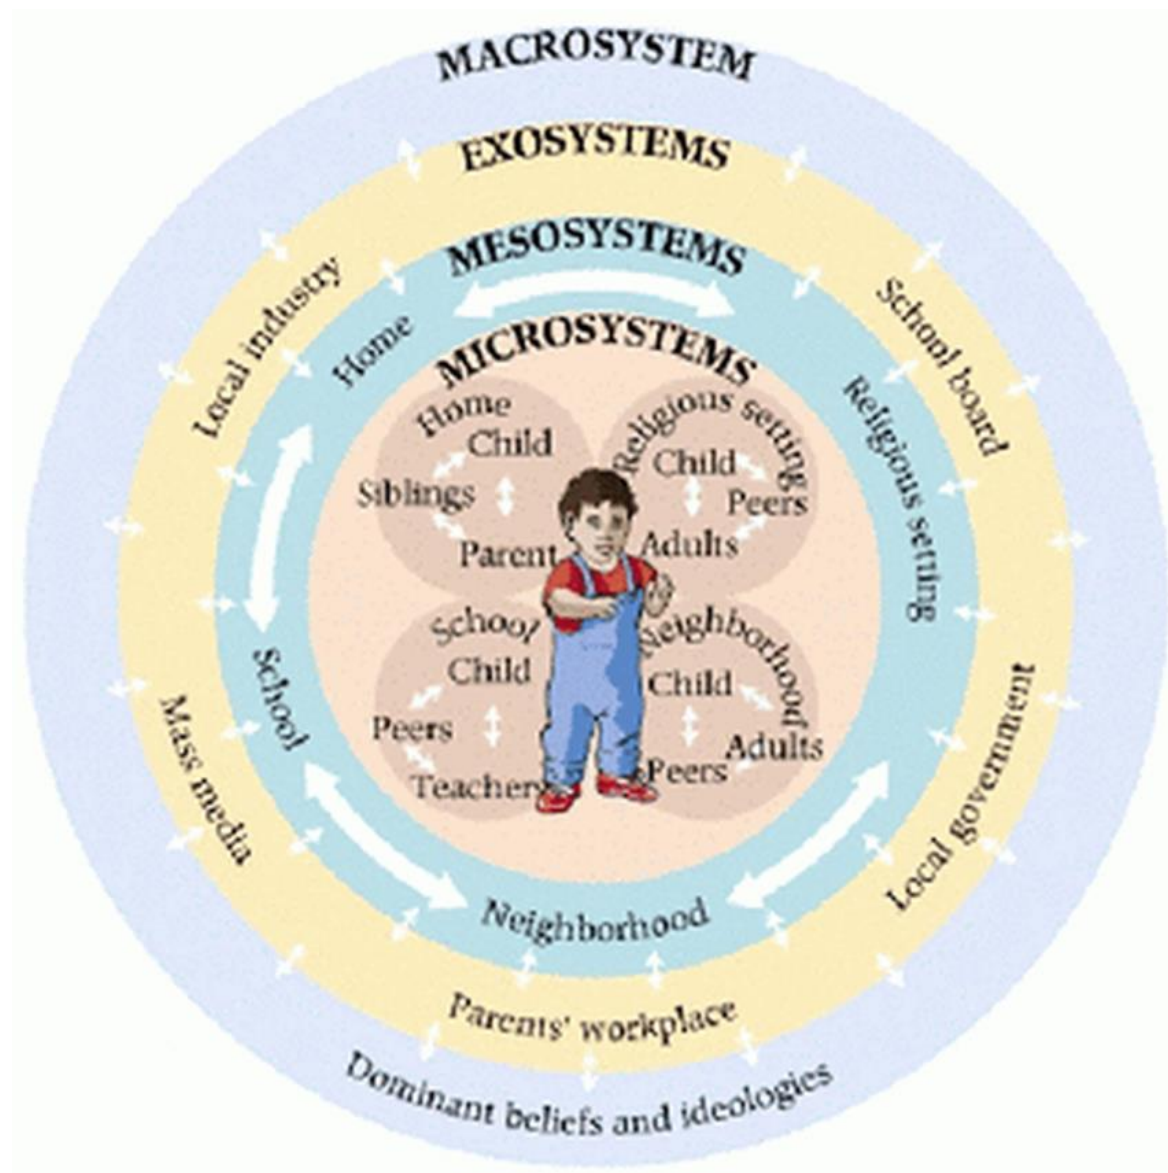 MACROSYSTEM
EXOSYSTEMS
MESOSYSTEMS
MICROSYSTEMS
Local industry
School board
Home
Religious setting
Home
Child
Siblings
Parent
Religious setting
Child
Peers
Adults
School
Child
Peers
Teachers
Neighborhood
Child
Adults
Peers
School
Mass media
Local government
Neighborhood
Parents' workplace
Dominant beliefs and ideologies